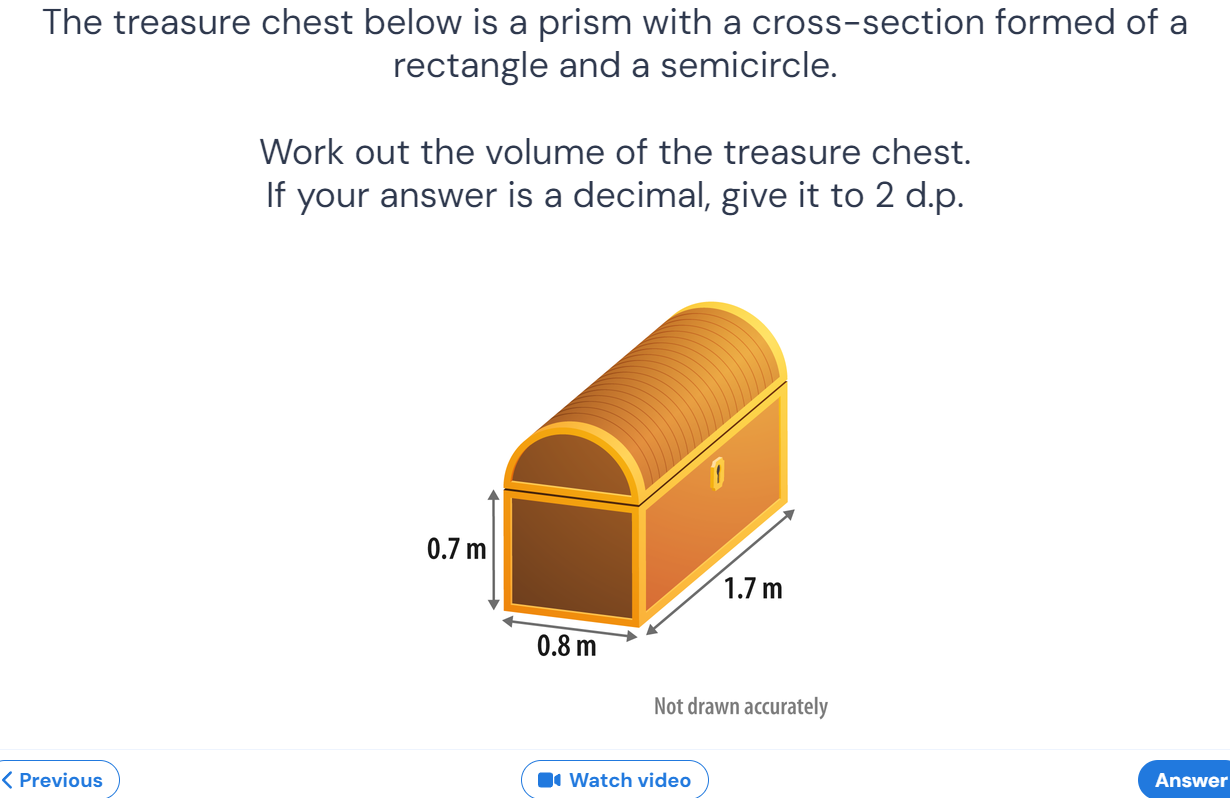 The treasure chest below is a prism with a cross-section formed of a
rectangle and a semicircle.
Work out the volume of the treasure chest.
If your answer is a decimal, give it to 2 d.p.
0.7 m
1.7 m
0.8 m
Not drawn accurately
Previous
Watch video
Answer